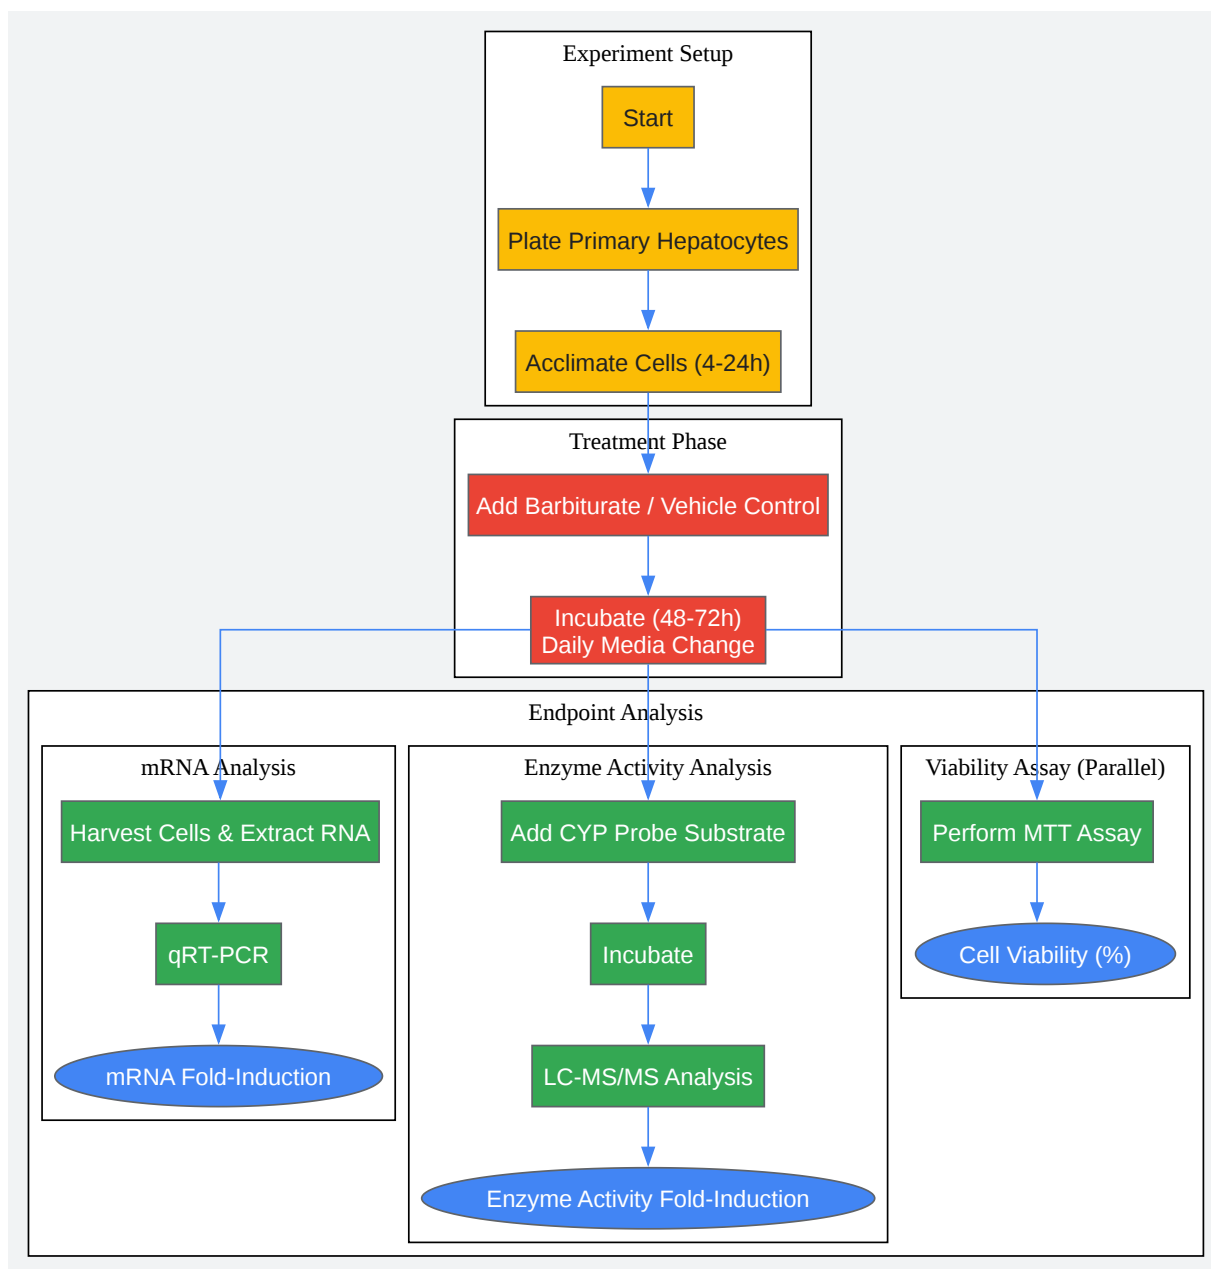 Experiment Setup
Start
Plate Primary Hepatocytes
Acclimate Cells (4-24h)
Treatment Phase
Add Barbiturate / Vehicle Control
Incubate (48-72h)
Daily Media Change
Endpoint Analysis
mRNA Analysis
Harvest Cells & Extract RNA
qRT-PCR
mRNA Fold-Induction
Enzyme Activity Analysis
Add CYP Probe Substrate
Incubate
LC-MS/MS Analysis
Enzyme Activity Fold-Induction
Viability Assay (Parallel)
Perform MTT Assay
Cell Viability (%)